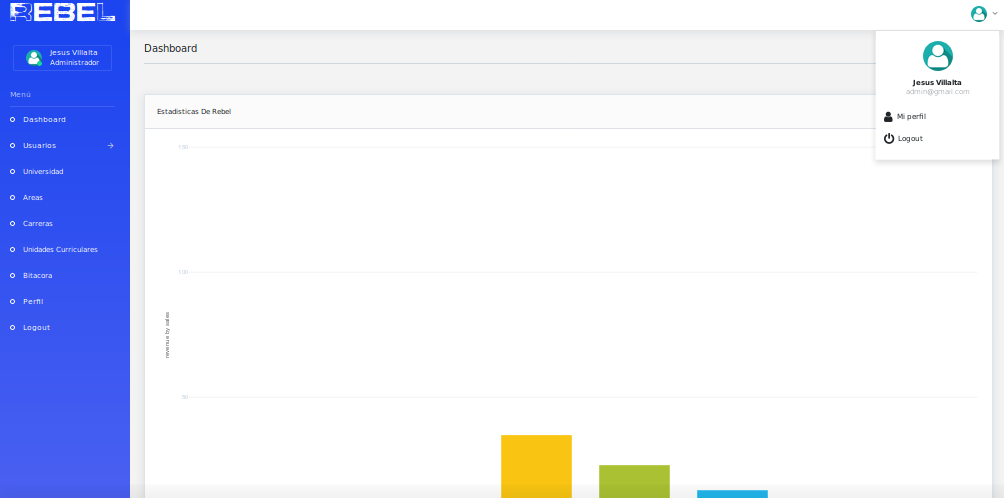 REBEL
Jesus Villalta
Administrador
Menú
Dashboard
Usuarios
Universidad
Areas
Carreras
Unidades Curriculares
Bitacora
Perfil
Logout
Dashboard
Estadisticas De Rebel
150
100
50
revenue by sales
Jesus Villalta
admin@gmail.com
Mi perfil
Logout